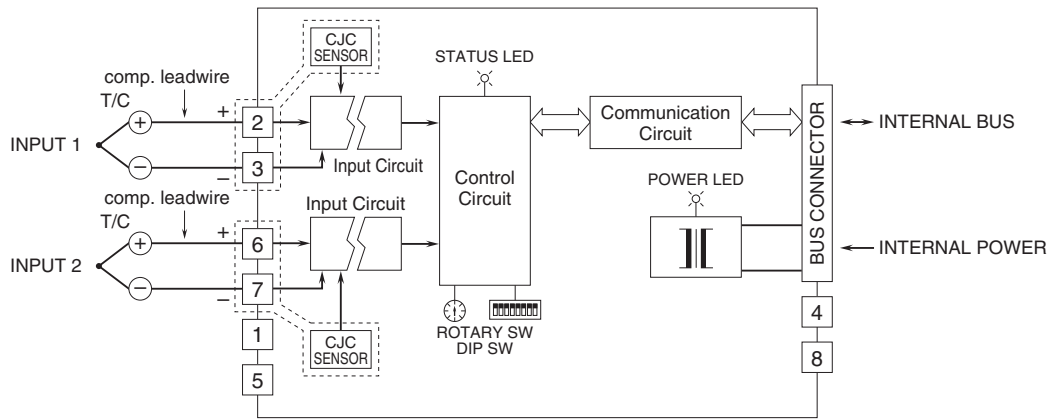 CJC
SENSOR
STATUS LED
comp. leadwire
T/C
+
+
2
INPUT 1
−
−
3
Input Circuit
Control
Circuit
Communication
Circuit
BUS CONNECTOR
INTERNAL BUS
comp. leadwire
T/C
+
+
6
Input Circuit
INPUT 2
−
−
7
POWER LED
INTERNAL POWER
1
5
CJC
SENSOR
ROTARY SW
DIP SW
4
8